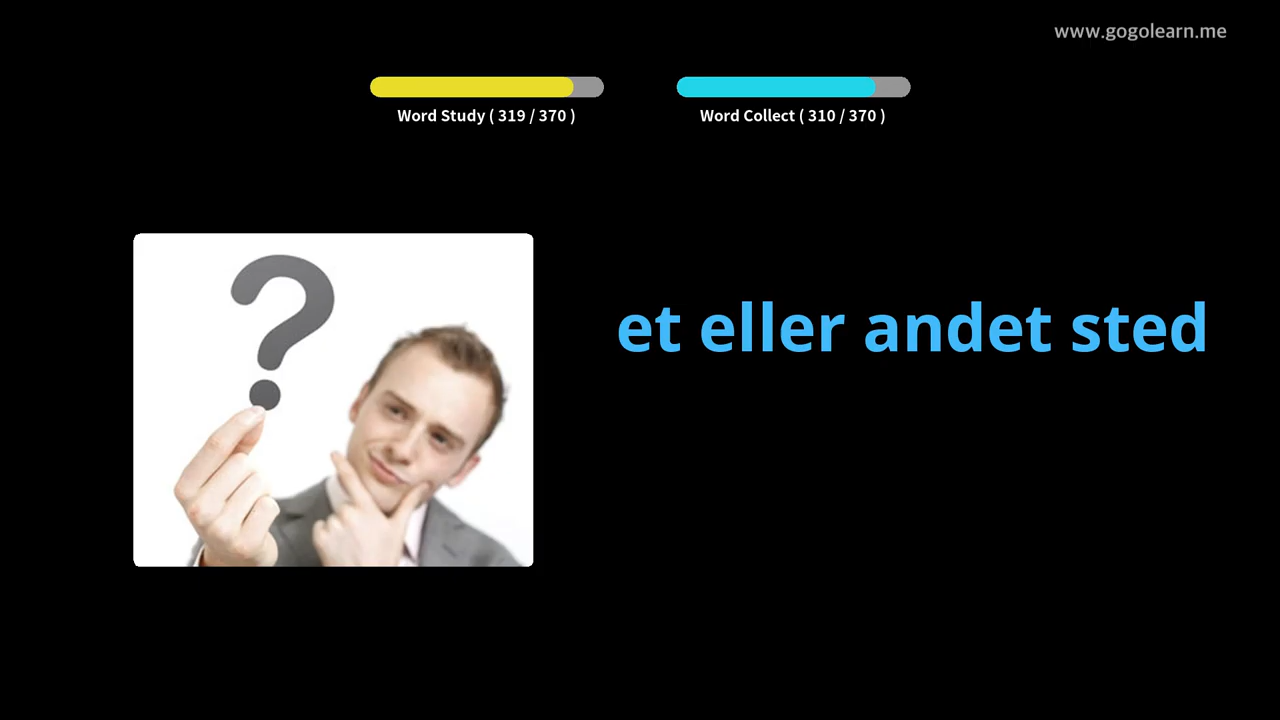 www.gogolearn.me
Word Study ( 319 / 370 )
Word Collect ( 310 / 370 )
?
et eller andet sted